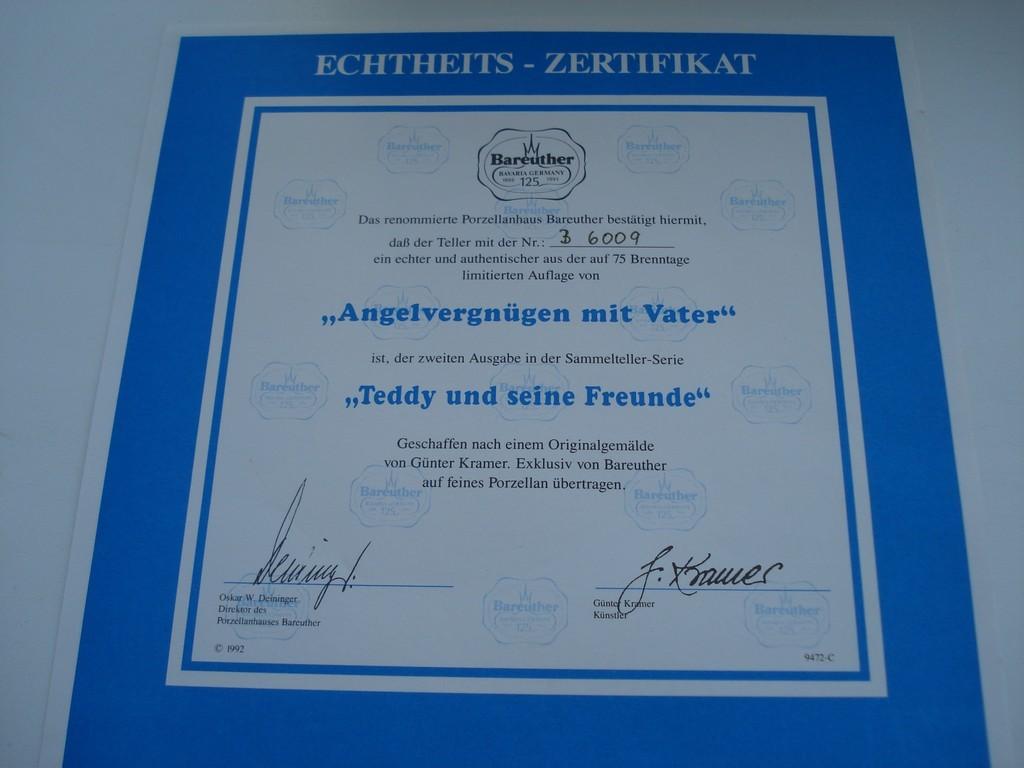 ECHTHEITS - ZERTIFIKAT
Bareuther
BAVARIA GERMANY
125
Das renommierte Porzellanhaus Bareuther bestätigt hiermit,
daß der Teller mit der Nr.: B 6009
ein echter und authentischer aus der auf 75 Brenntage
limitierten Auflage von
„Angelvergnügen mit Vater“
ist, der zweiten Ausgabe in der Sammelteller-Serie
„Teddy und seine Freunde“
Geschaffen nach einem Originalgemälde
von Günter Kramer. Exklusiv von Bareuther
auf feines Porzellan übertragen.
Oskar W. Deininger
Direktor des
Porzellanhauses Bareuther
© 1992
G. Kramer
Günter Kramer
Künstler
9472-C